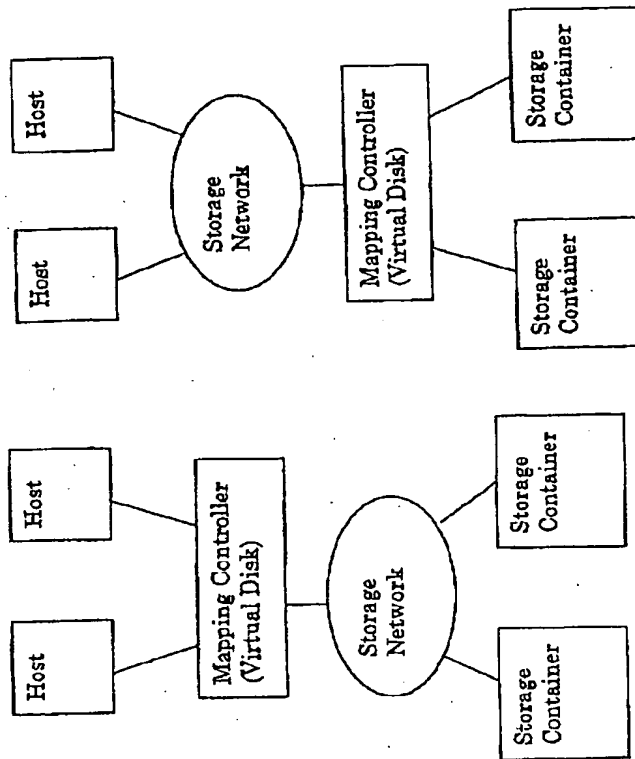 Host
Host
Mapping Controller
(Virtual Disk)
Storage
Network
Storage
Container
Storage
Container
Host
Host
Storage
Network
Mapping Controller
(Virtual Disk)
Storage
Container
Storage
Container